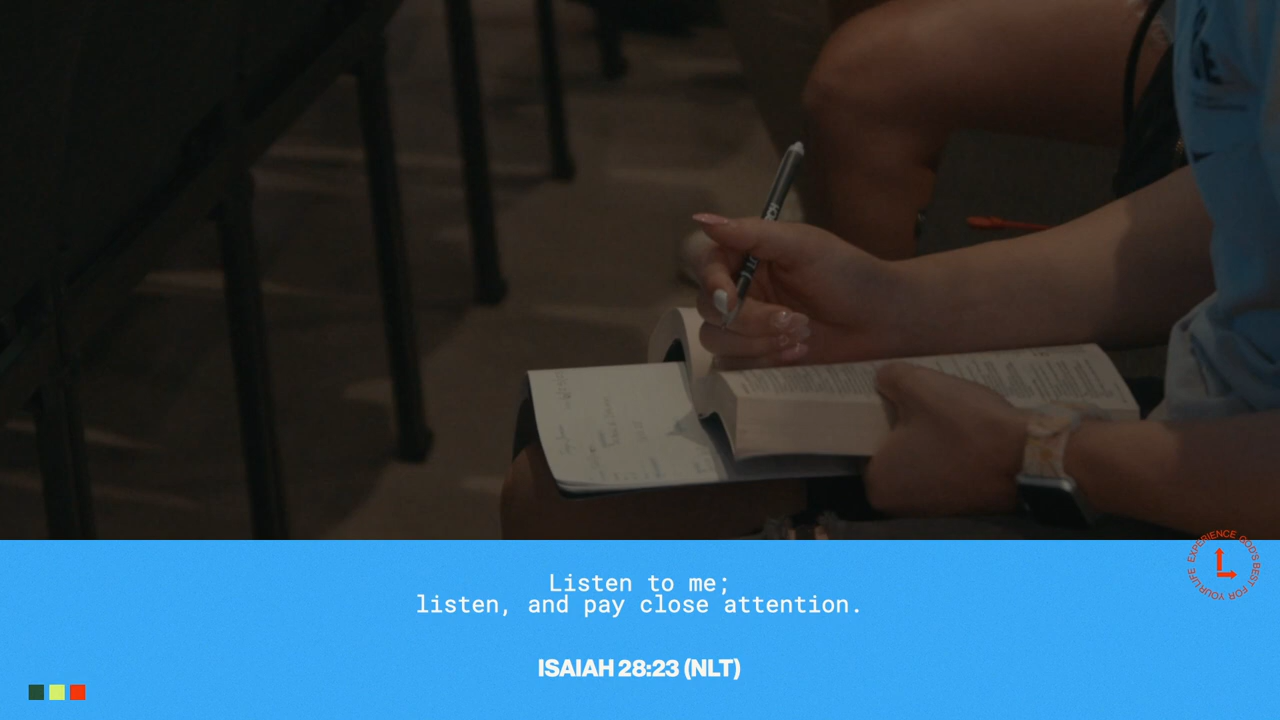 Listen to me;
listen, and pay close attention.
ISAIAH 28:23 (NLT)
EXPERIENCE GOD'S BEST FOR YOUR LIFE